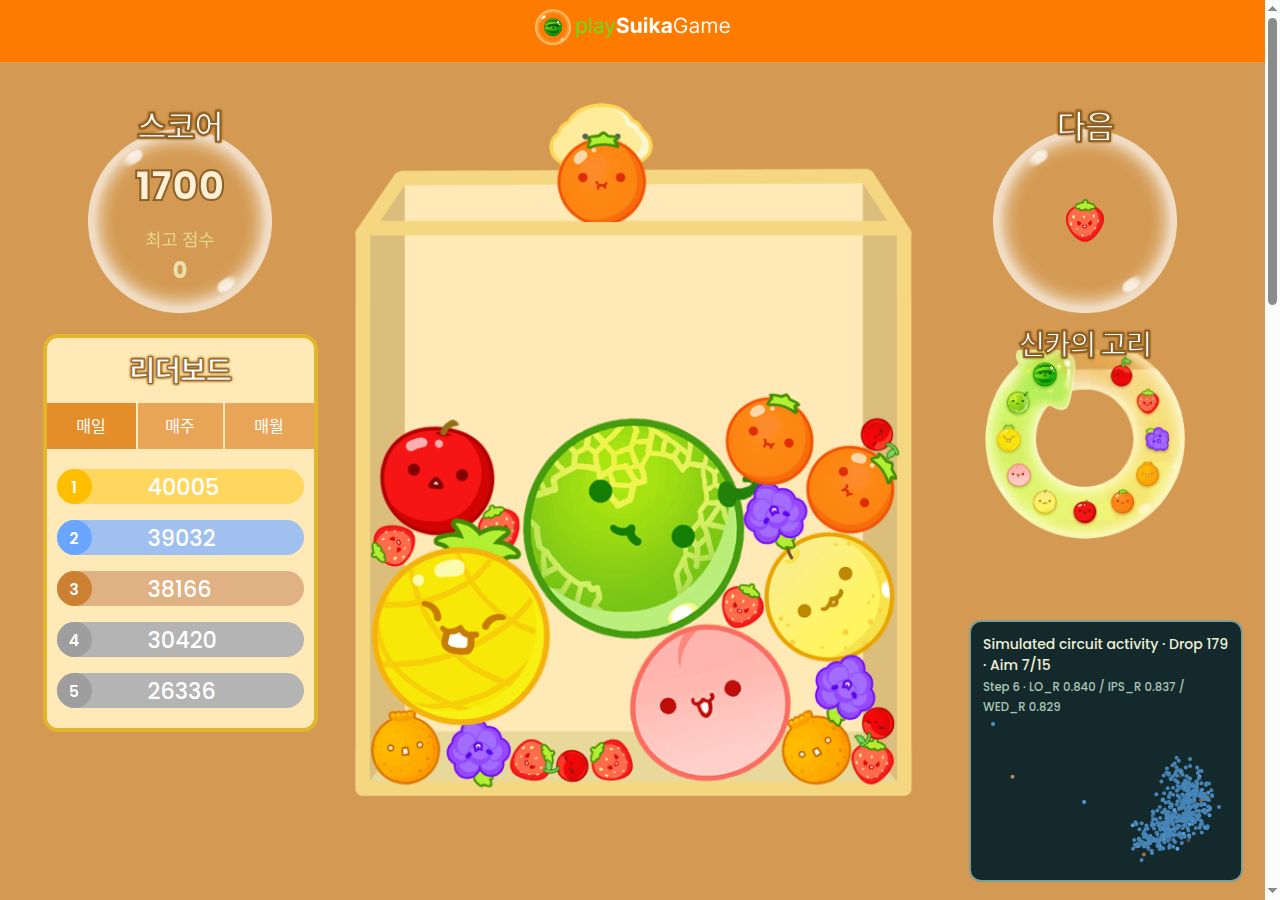 playSuikaGame
스코어
1700
최고 점수
0
다음
신카의 고리
리더보드
매일 매주 매월
1 40005
2 39032
3 38166
4 30420
5 26336
Simulated circuit activity · Drop 179
· Aim 7/15
Step 6 · LO_R 0.840 / IPS_R 0.837 /
WED_R 0.829